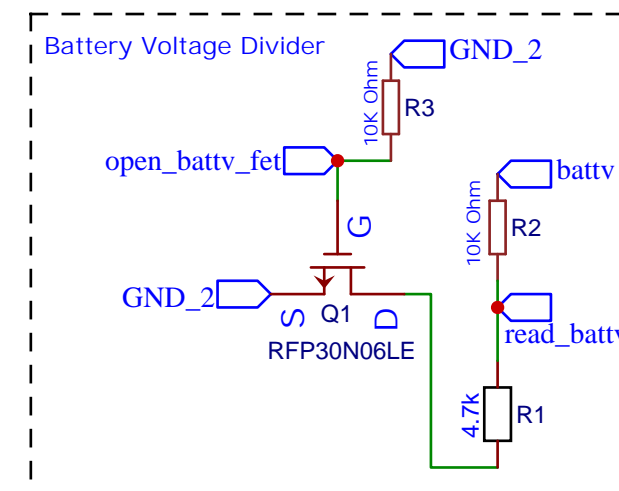 Battery Voltage Divider
GND_2
10K Ohm
R3
open_battv_fet
battv
10K Ohm
R2
G
GND_2
S
Q1
D
RFP30N06LE
read_battv
4.7k
R1